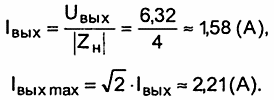 Iвых = Uвых / |Zн| = 6,32 / 4 ≈ 1,58 (А),
Iвых max = √2 · Iвых ≈ 2,21 (А).